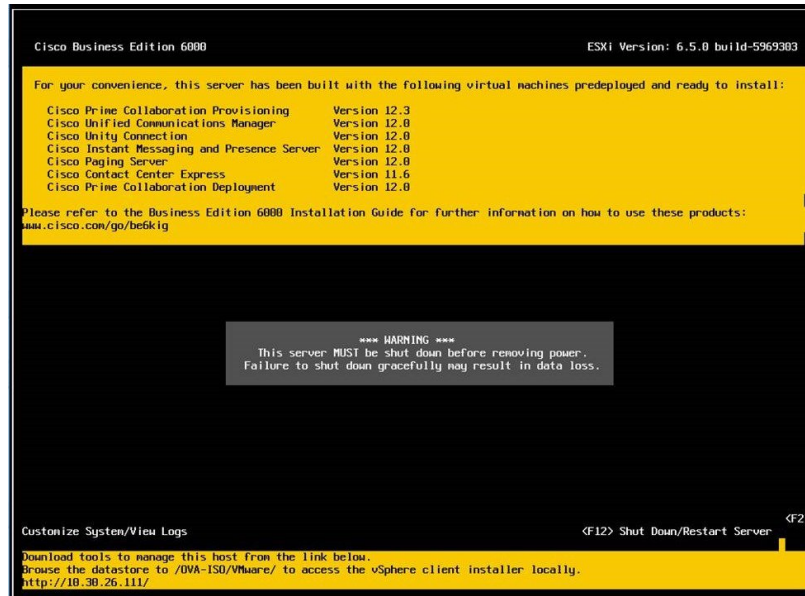 Cisco Business Edition 6000
ESXi Version: 6.5.0 build-5969303
For your convenience, this server has been built with the following virtual machines predeployed and ready to install:
Cisco Prime Collaboration Provisioning Version 12.3
Cisco Unified Communications Manager Version 12.0
Cisco Unity Connection Version 12.0
Cisco Instant Messaging and Presence Server Version 12.0
Cisco Paging Server Version 12.0
Cisco Contact Center Express Version 11.6
Cisco Prime Collaboration Deployment Version 12.0
Please refer to the Business Edition 6000 Installation Guide for further information on how to use these products:
www.cisco.com/go/be6kig
*** WARNING ***
This server MUST be shut down before removing power.
Failure to shut down gracefully may result in data loss.
<F2
Customize System/View Logs
<F12> Shut Down/Restart Server
Download tools to manage this host from the link below.
Browse the datastore to /OVA-ISO/VMware/ to access the vSphere client installer locally.
http://10.30.26.111/